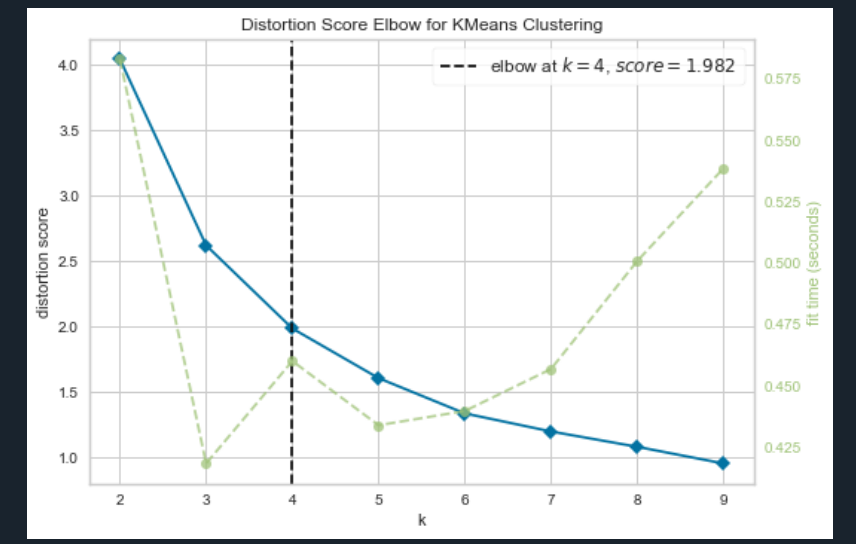 Distortion Score Elbow for KMeans Clustering
elbow at k = 4, score = 1.982
distortion score
4.0
3.5
3.0
2.5
2.0
1.5
1.0
0.575
0.550
0.525
0.500
0.475
0.450
0.425
fit time (seconds)
2 3 4 5 6 7 8 9
k